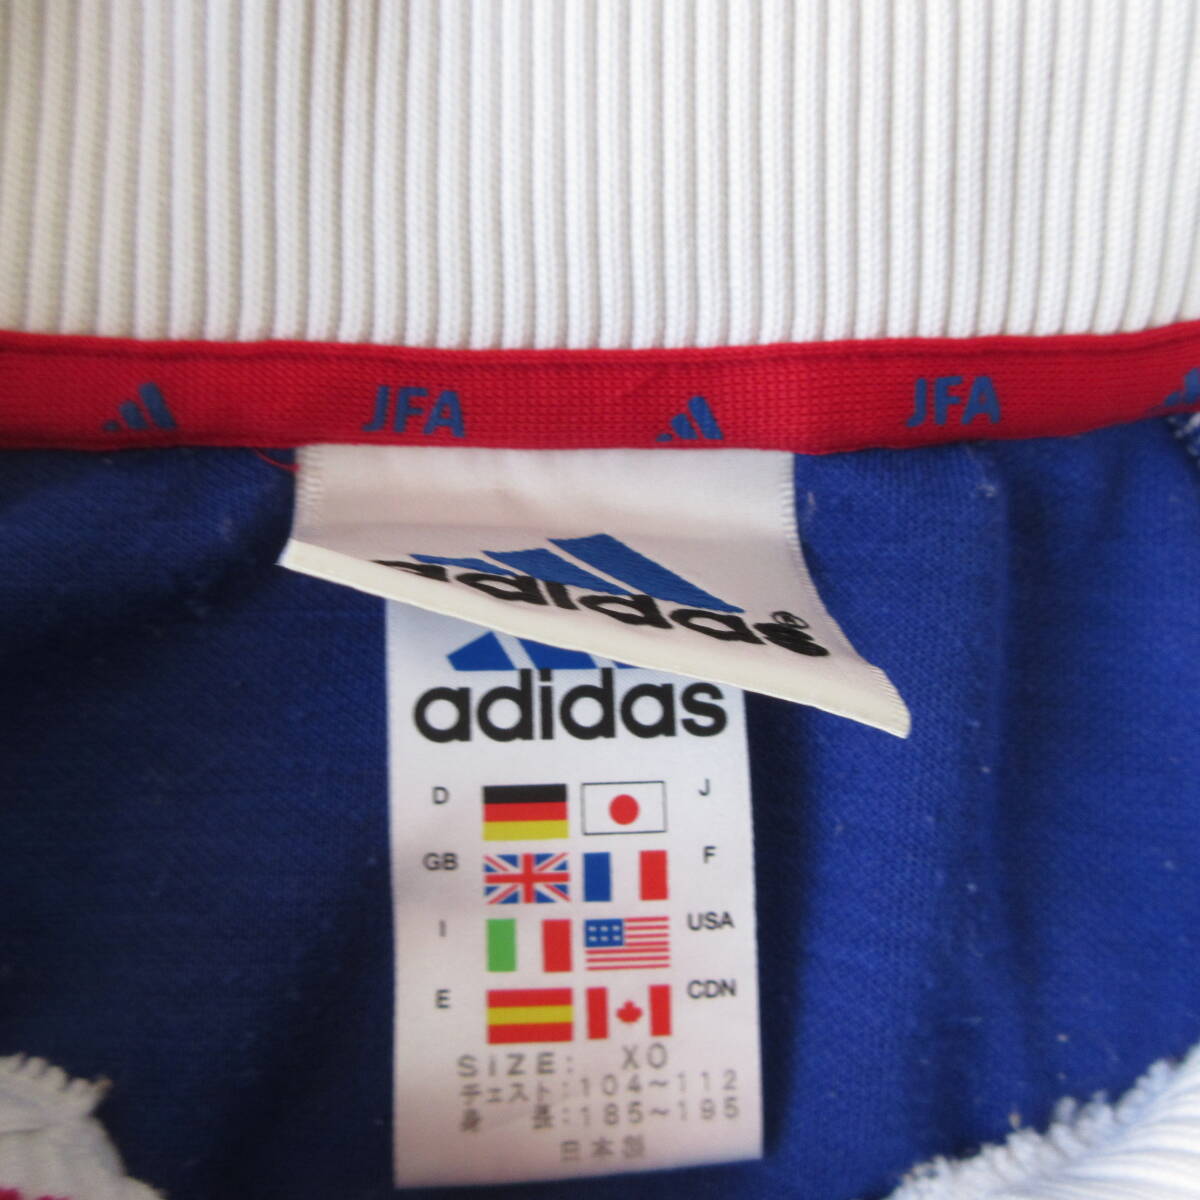 JFA JFA
adidas®
adidas
D J
GB F
I USA
E CDN
SIZE: XO
チェスト:104~112
身 長:185~195
日本製